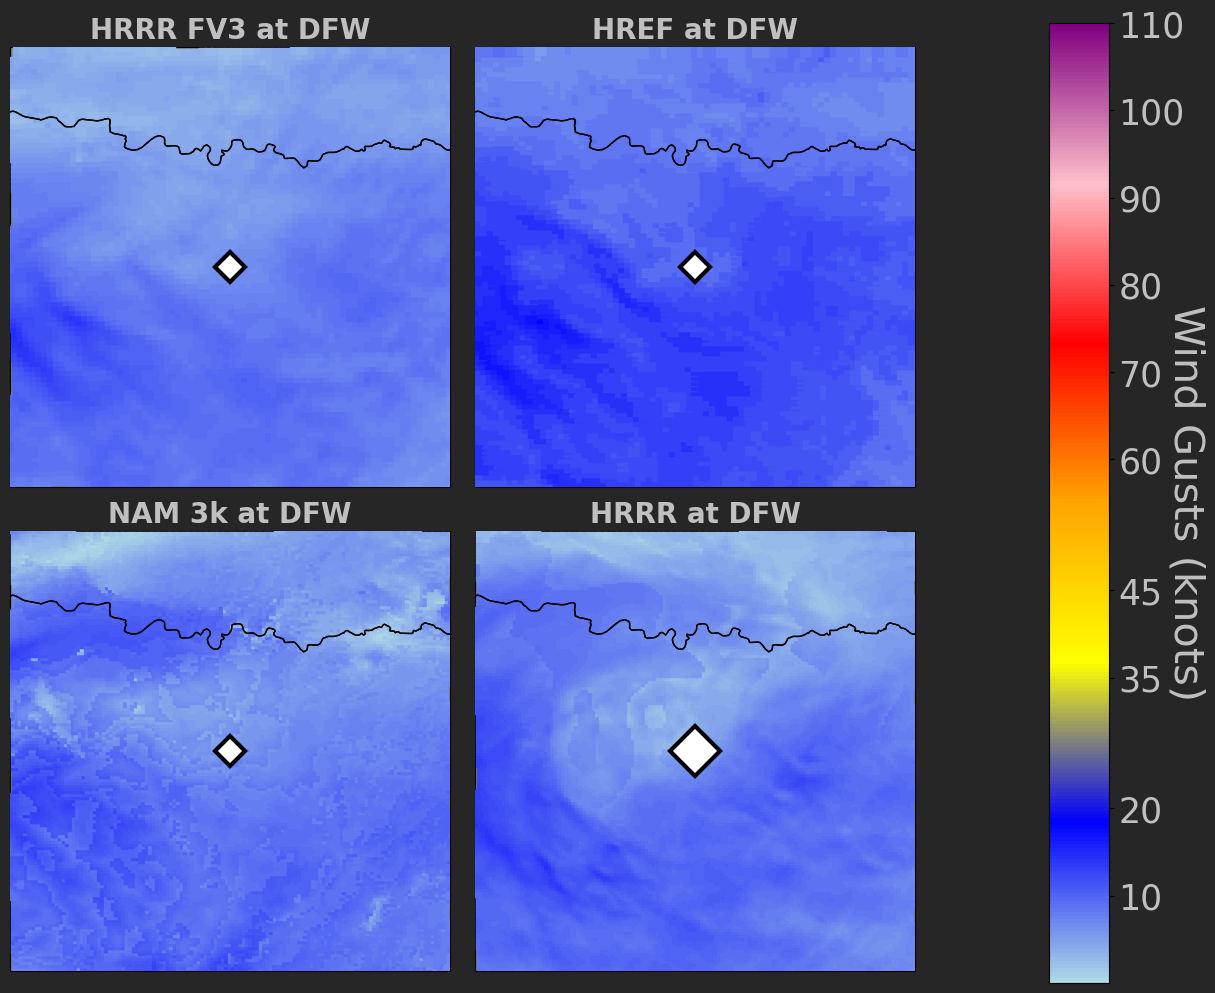 HRRR FV3 at DFW
HREF at DFW
NAM 3k at DFW
HRRR at DFW
110
100
90
80
70
60
45
35
20
10
Wind Gusts (knots)